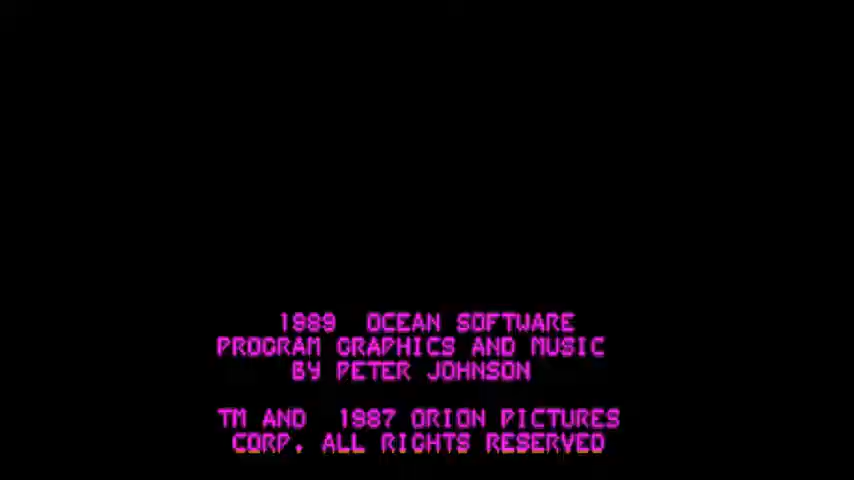 1989 OCEAN SOFTWARE
PROGRAM GRAPHICS AND MUSIC
BY PETER JOHNSON
TM AND 1987 ORION PICTURES
CORP. ALL RIGHTS RESERVED